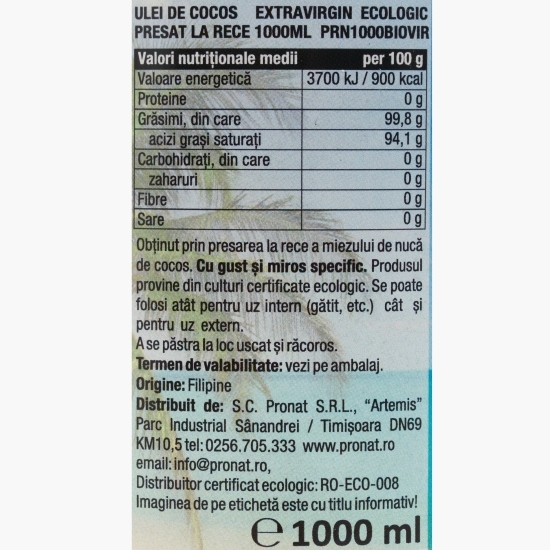 ULEI DE COCOS EXTRAVIRGIN ECOLOGIC
PRESAT LA RECE 1000ML PRN1000BIOVIR
Valori nutriționale medii per 100 g
Valoare energetică 3700 kJ / 900 kcal
Proteine 0 g
Grăsimi, din care 99,8 g
acizi grași saturați 94,1 g
Carbohidrați, din care 0 g
zaharuri 0 g
Fibre 0 g
Sare 0 g
Obținut prin presarea la rece a miezului de nucă
de cocos. Cu gust și miros specific. Produsul
provine din culturi certificate ecologic. Se poate
folosi atât pentru uz intern (gătit, etc.) cât și
pentru uz extern.
A se păstra la loc uscat și răcoros.
Termen de valabilitate: vezi pe ambalaj.
Origine: Filipine
Distribuit de: S.C. Pronat S.R.L., “Artemis”
Parc Industrial Sânandrei / Timișoara DN69
KM10,5 tel: 0256.705.333 www.pronat.ro
email: info@pronat.ro,
Distribuitor certificat ecologic: RO-ECO-008
Imaginea de pe etichetă este cu titlu informativ!
℮ 1000 ml